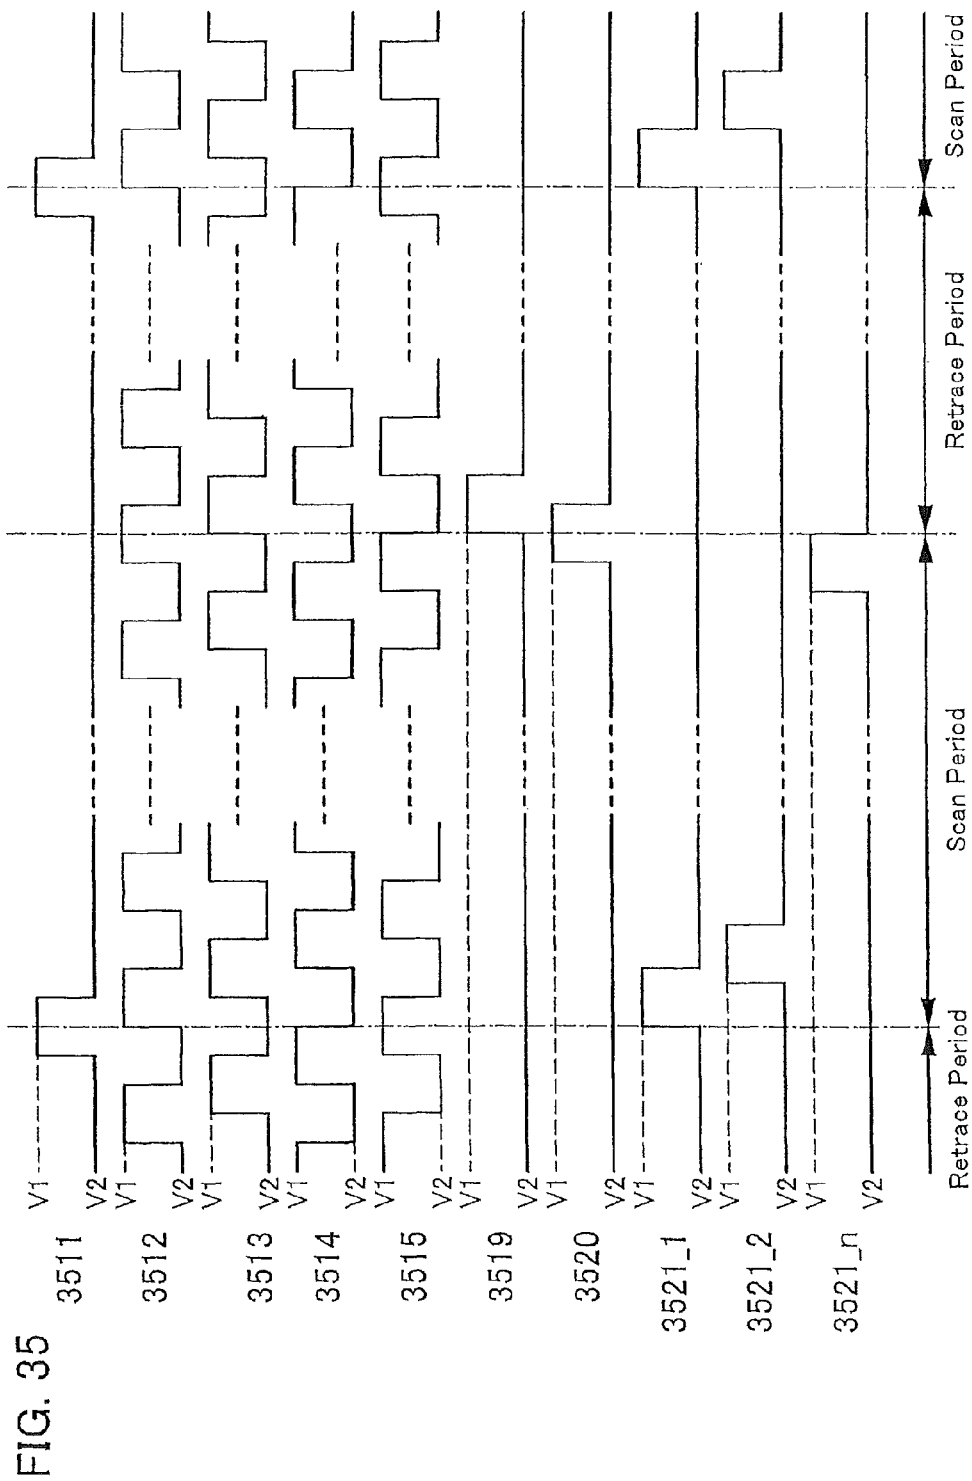 FIG. 35
3511
V1
V2
3512
V1
V2
3513
V1
V2
3514
V1
V2
3515
V1
V2
3519
V1
V2
3520
V1
V2
3521_1
V1
V2
3521_2
V1
V2
3521_n
V1
V2
Retrace Period
Scan Period
Retrace Period
Scan Period